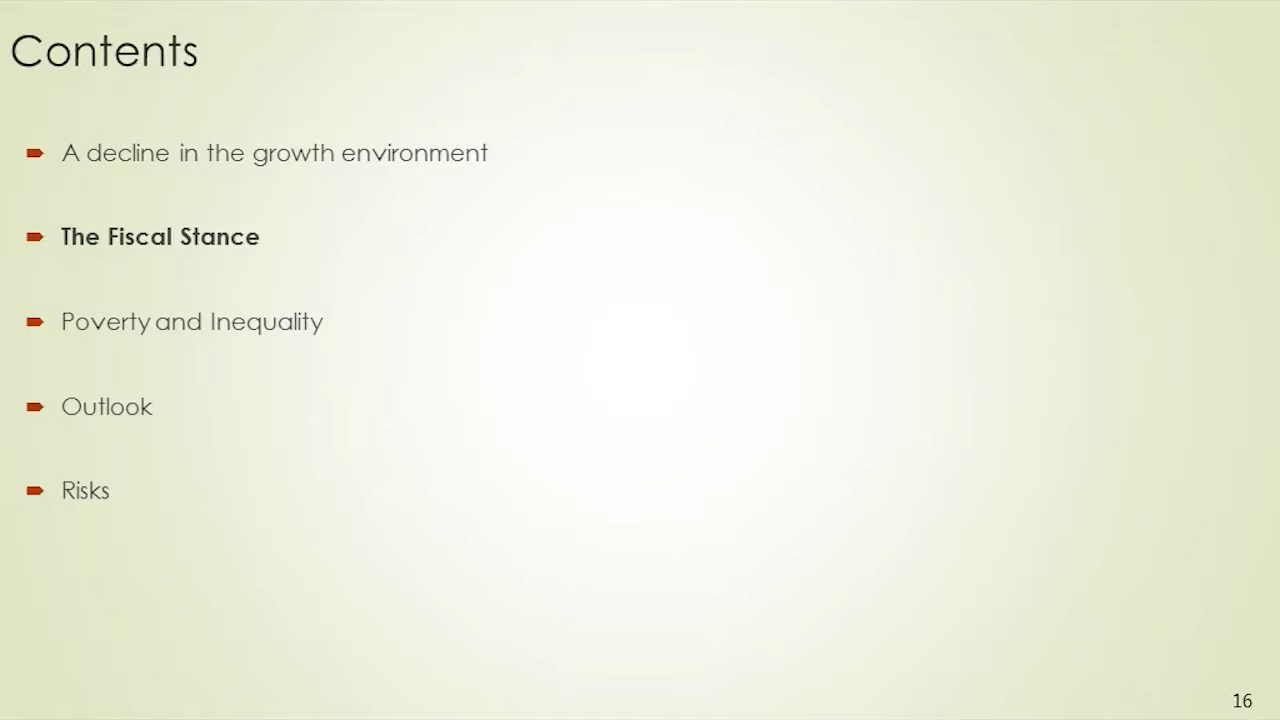 Contents
A decline in the growth environment
The Fiscal Stance
Poverty and Inequality
Outlook
Risks
16